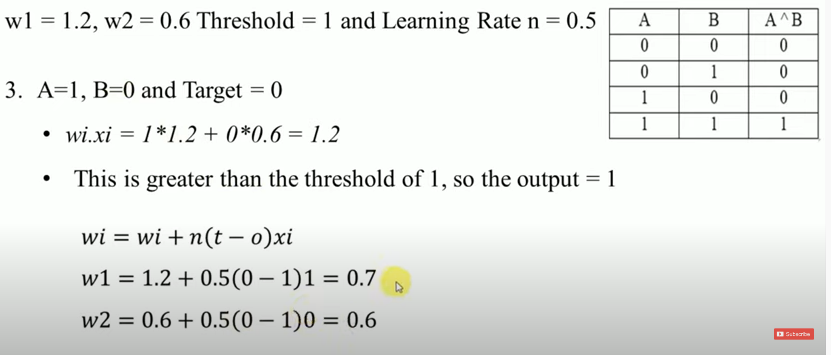 w1 = 1.2, w2 = 0.6 Threshold = 1 and Learning Rate n = 0.5
A B A^B
0 0 0
0 1 0
1 0 0
1 1 1
3. A=1, B=0 and Target = 0
• wi.xi = 1*1.2 + 0*0.6 = 1.2
• This is greater than the threshold of 1, so the output = 1
wi = wi + n(t – o)xi
w1 = 1.2 + 0.5(0 – 1)1 = 0.7
w2 = 0.6 + 0.5(0 – 1)0 = 0.6
Subscribe